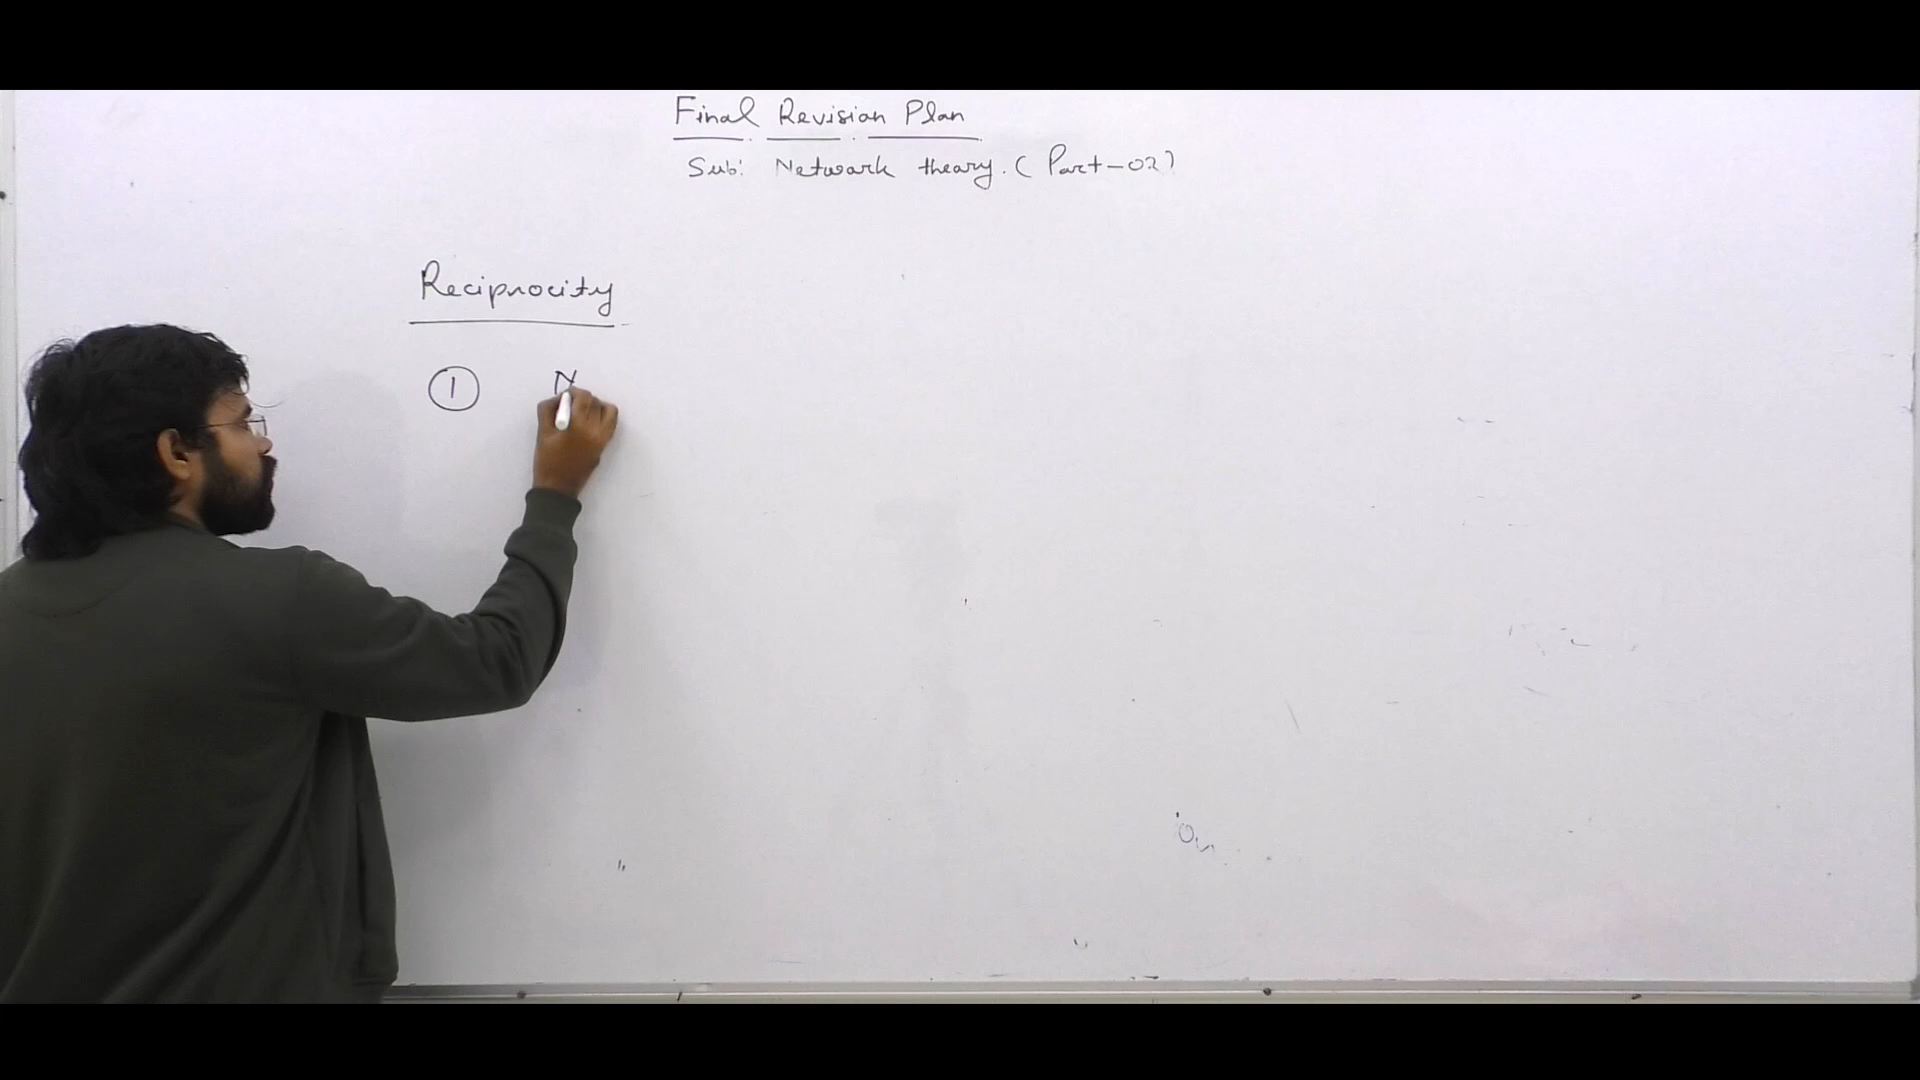 Final Revision Plan
Sub: Network theory. (Part-02)
Reciprocity
① N